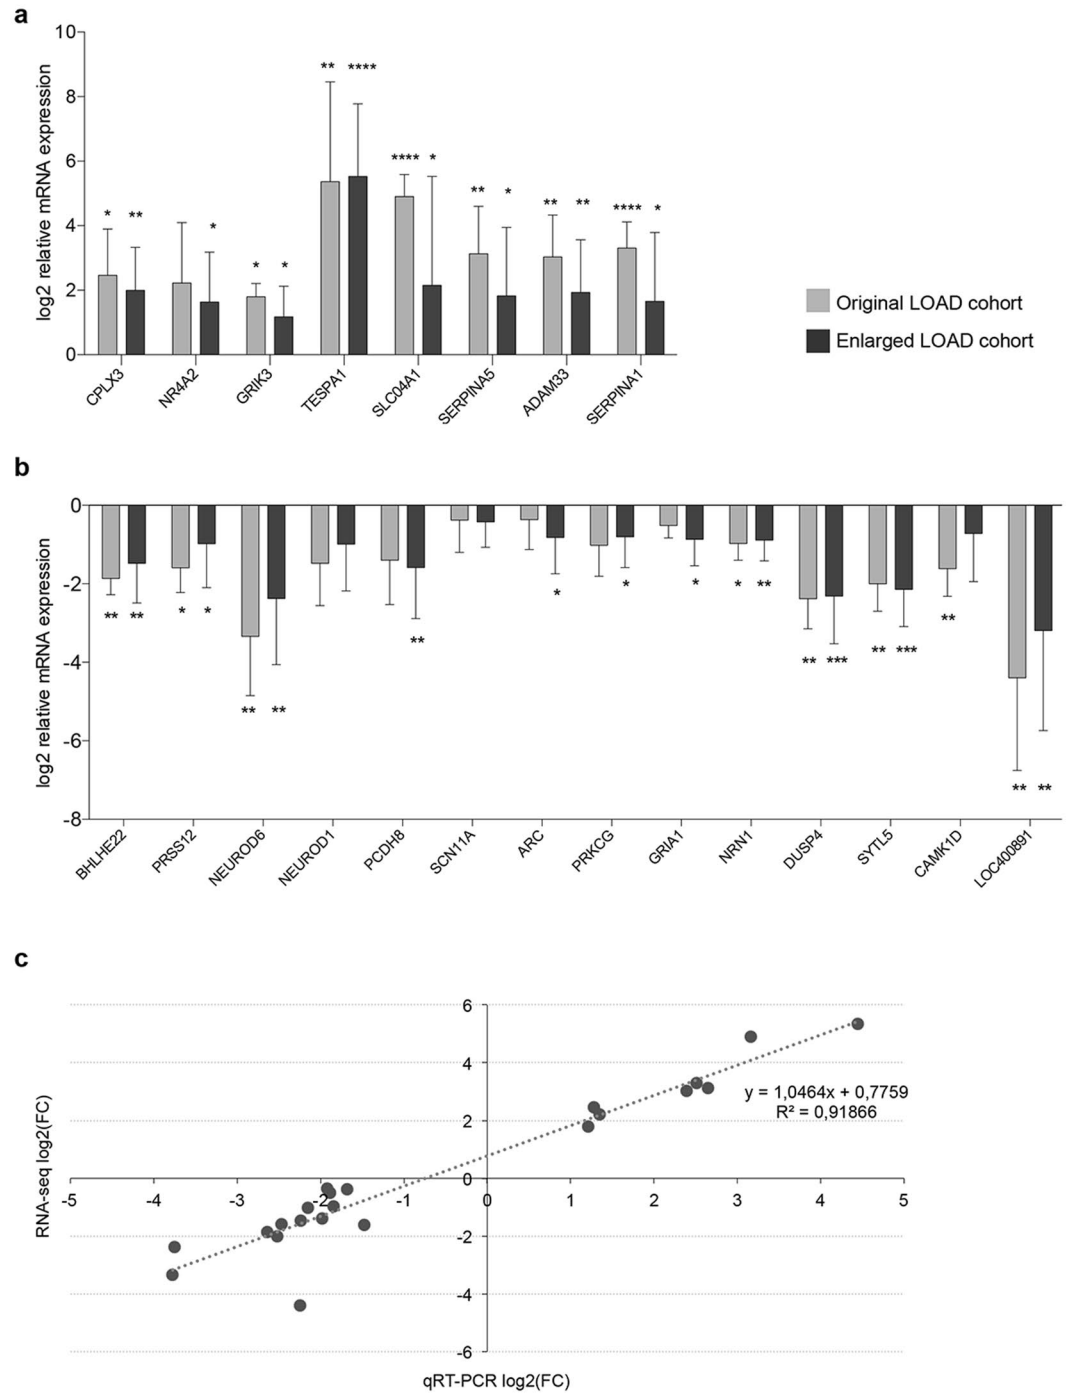 a
log2 relative mRNA expression
10
8
6
4
2
0
* ** * * * ** **** **** * ** * ** ** **** *
CPLX3 NR4A2 GRIK3 TESPA1 SLC04A1 SERPINA5 ADAM33 SERPINA1
Original LOAD cohort
Enlarged LOAD cohort
b
log2 relative mRNA expression
0
-2
-4
-6
-8
** ** * * ** ** ** * * * * ** ** *** ** *** ** ** **
BHLHE22 PRSS12 NEUROD6 NEUROD1 PCDH8 SCN11A ARC PRKCG GRIA1 NRN1 DUSP4 SYTL5 CAMK1D LOC400891
c
RNA-seq log2(FC)
6
4
y = 1,0464x + 0,7759
R² = 0,91866
2
0
-5 -4 -3 -2 -1 0 1 2 3 4 5
-2
-4
-6
qRT-PCR log2(FC)